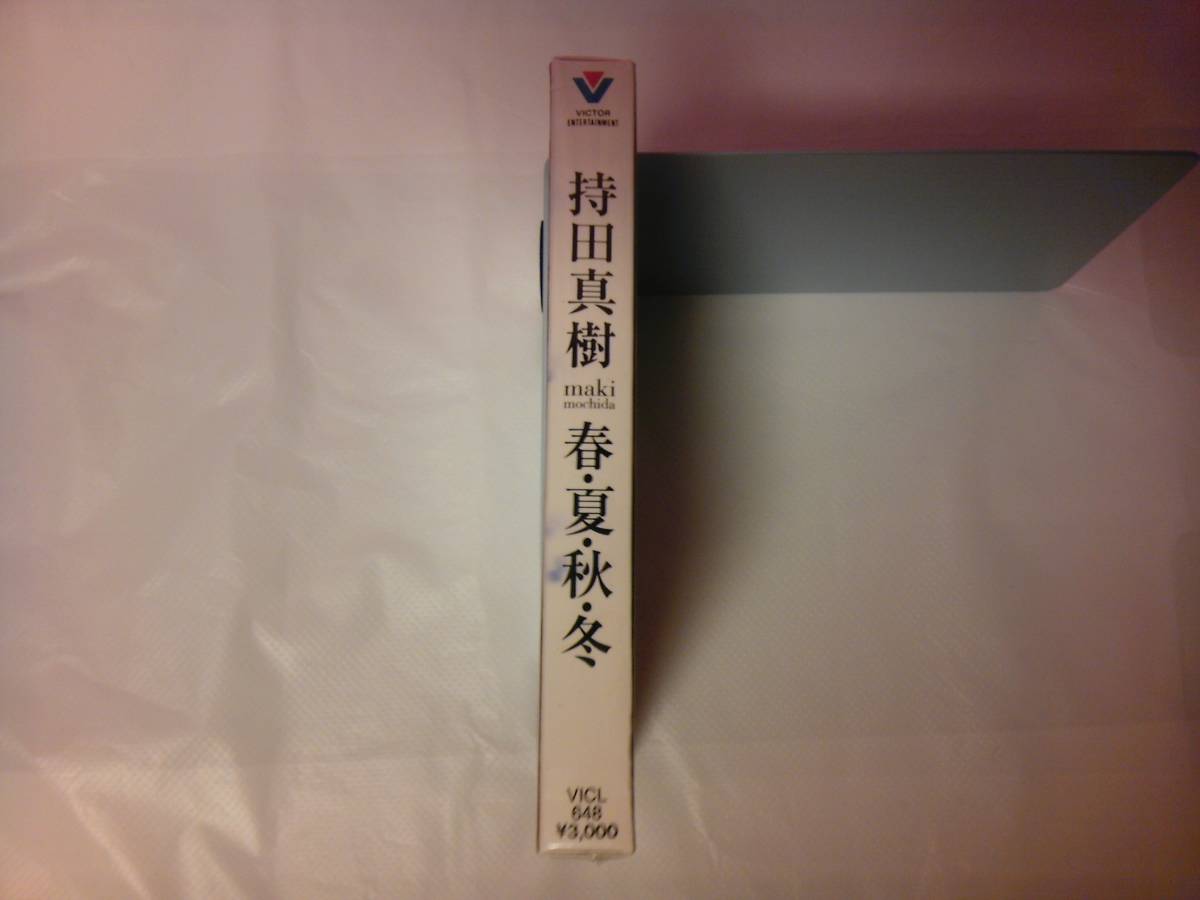 VICTOR
ENTERTAINMENT
持田真樹
maki
mochida
春・夏・秋・冬
VICL
648
¥3,000